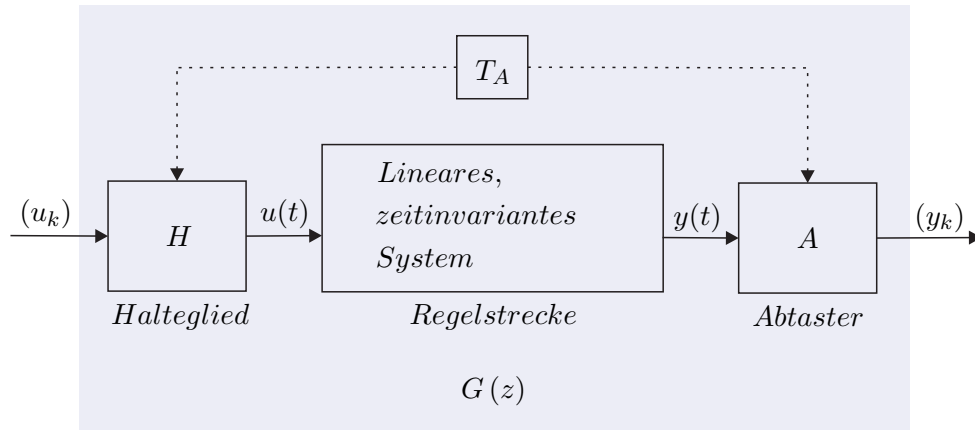 T_A
(u_k)
H
u(t)
Lineares,
zeitinvariantes
System
y(t)
A
(y_k)
Halteglied
Regelstrecke
Abtaster
G (z)